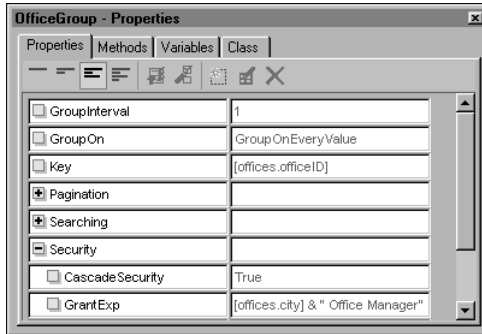 OfficeGroup - Properties
Properties Methods Variables Class
GroupInterval 1
GroupOn GroupOnEveryValue
Key [offices.officeID]
Pagination
Searching
Security
CascadeSecurity True
GrantExp [offices.city] & " Office Manager"